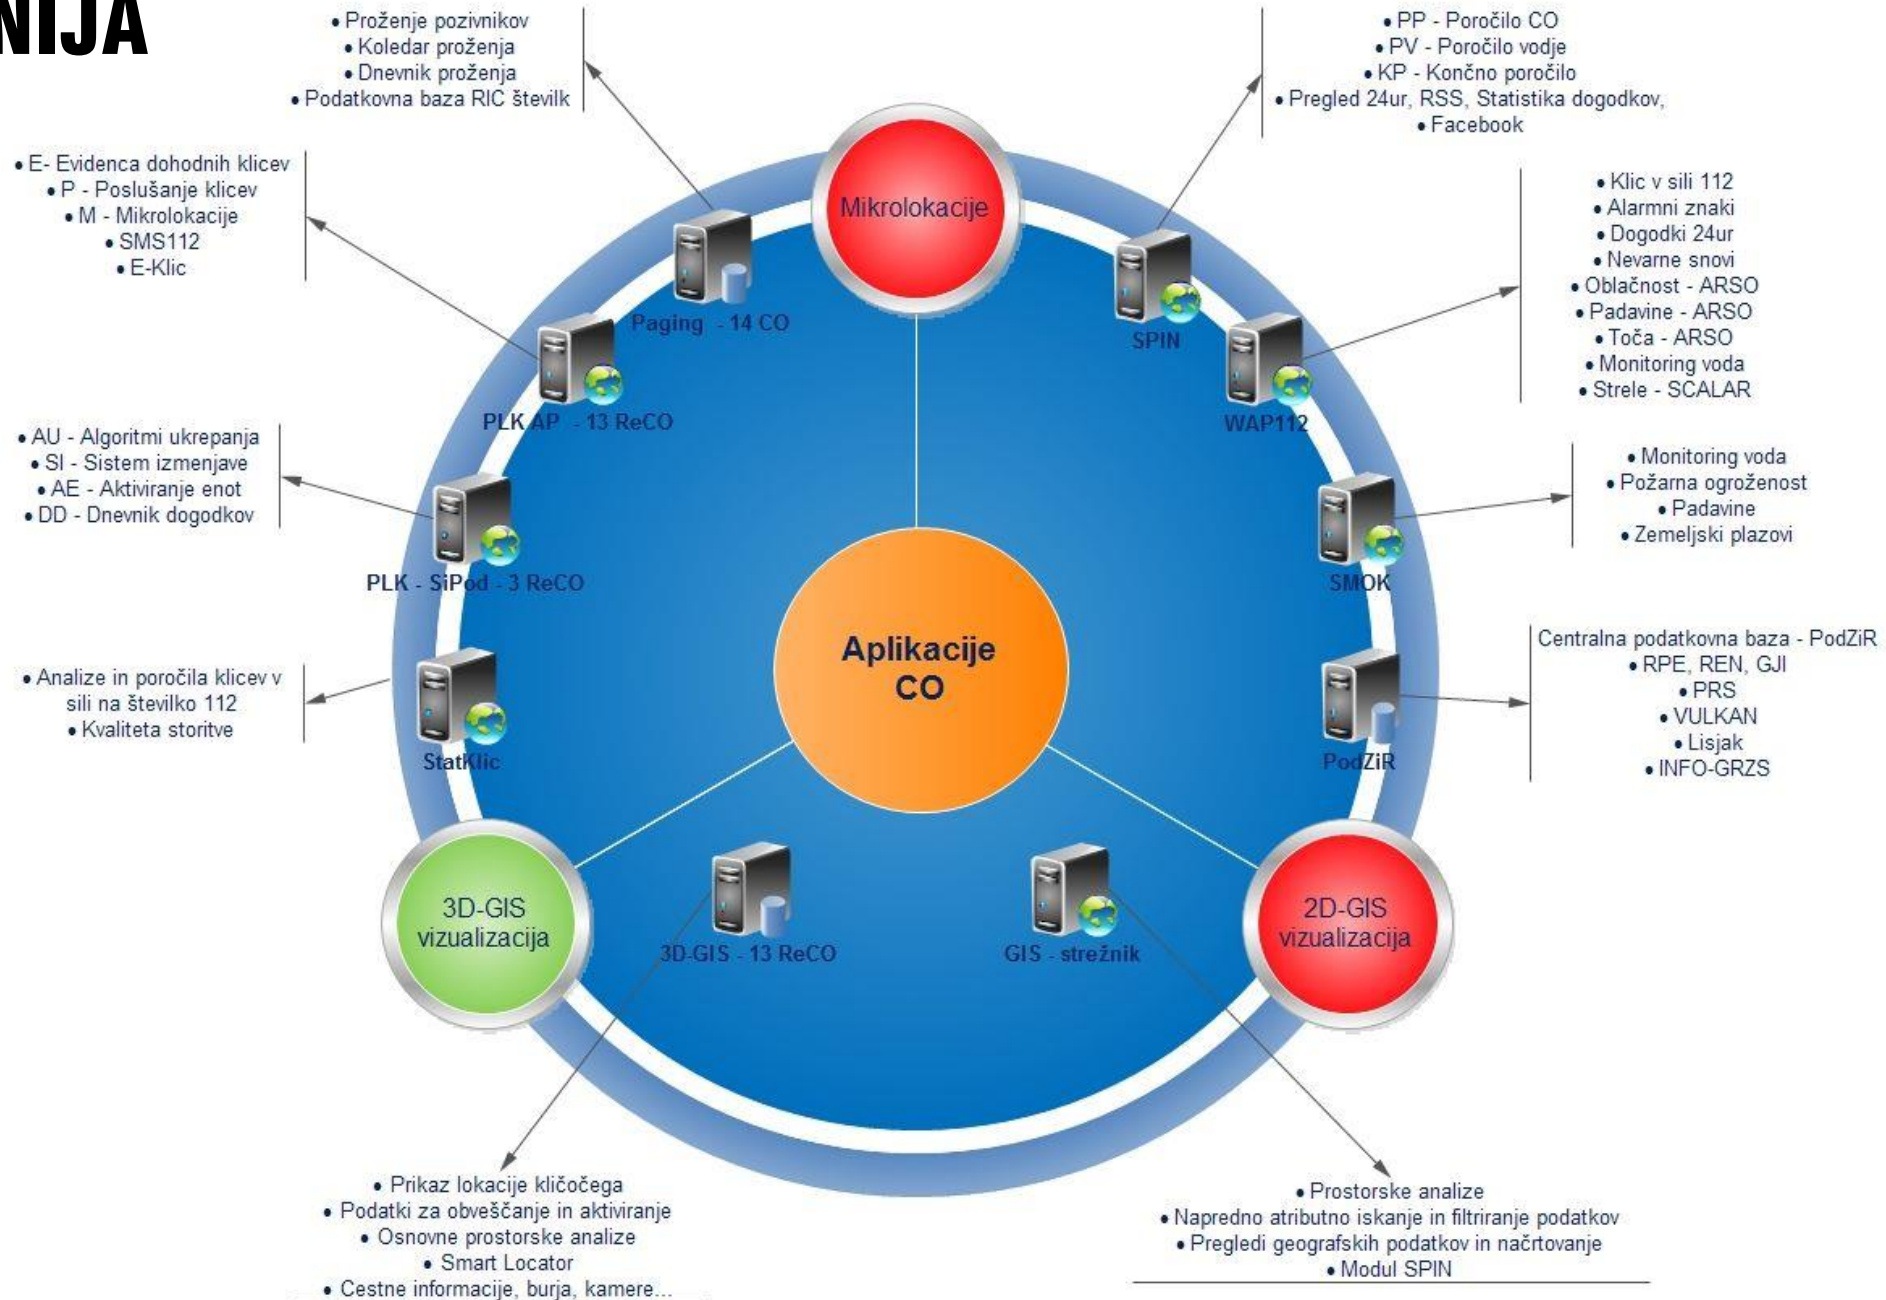 NIJA
• Proženje pozivnikov
• Koledar proženja
• Dnevnik proženja
• Podatkovna baza RIC številk
• PP - Poročilo CO
• PV - Poročilo vodje
• KP - Končno poročilo
• Pregled 24ur, RSS, Statistika dogodkov,
• Facebook
• E- Evidenca dohodnih klicev
• P - Poslušanje klicev
• M - Mikrolokacije
• SMS112
• E-Klic
• Klic v sili 112
• Alarmni znaki
• Dogodki 24ur
• Nevarne snovi
• Oblačnost - ARSO
• Padavine - ARSO
• Toča - ARSO
• Monitoring voda
• Strele - SCALAR
Mikrolokacije
Paging - 14 CO
SPIN
PLK AP - 13 ReCO
WAP112
• AU - Algoritmi ukrepanja
• SI - Sistem izmenjave
• AE - Aktiviranje enot
• DD - Dnevnik dogodkov
• Monitoring voda
• Požarna ogroženost
• Padavine
• Zemeljski plazovi
PLK - SiPod - 3 ReCO
SMOK
Aplikacije
CO
• Analize in poročila klicev v
sili na številko 112
• Kvaliteta storitve
Centralna podatkovna baza - PodZiR
• RPE, REN, GJI
• PRS
• VULKAN
• Lisjak
• INFO-GRZS
StatKlic
PodZiR
3D-GIS
vizualizacija
2D-GIS
vizualizacija
3D-GIS - 13 ReCO
GIS - strežnik
• Prikaz lokacije kličočega
• Podatki za obveščanje in aktiviranje
• Osnovne prostorske analize
• Smart Locator
• Cestne informacije, burja, kamere...
• Prostorske analize
• Napredno atributno iskanje in filtriranje podatkov
• Pregledi geografskih podatkov in načrtovanje
• Modul SPIN